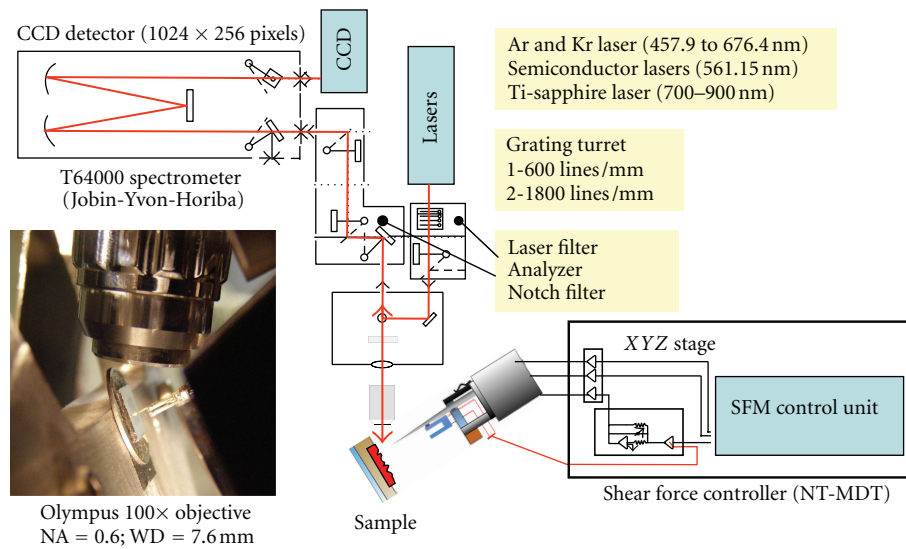 CCD detector (1024 × 256 pixels)
CCD
Lasers
Ar and Kr laser (457.9 to 676.4 nm)
Semiconductor lasers (561.15 nm)
Ti-sapphire laser (700–900 nm)
Grating turret
1-600 lines/mm
2-1800 lines/mm
T64000 spectrometer
(Jobin-Yvon-Horiba)
Laser filter
Analyzer
Notch filter
XYZ stage
SFM control unit
Shear force controller (NT-MDT)
Sample
Olympus 100× objective
NA = 0.6; WD = 7.6 mm